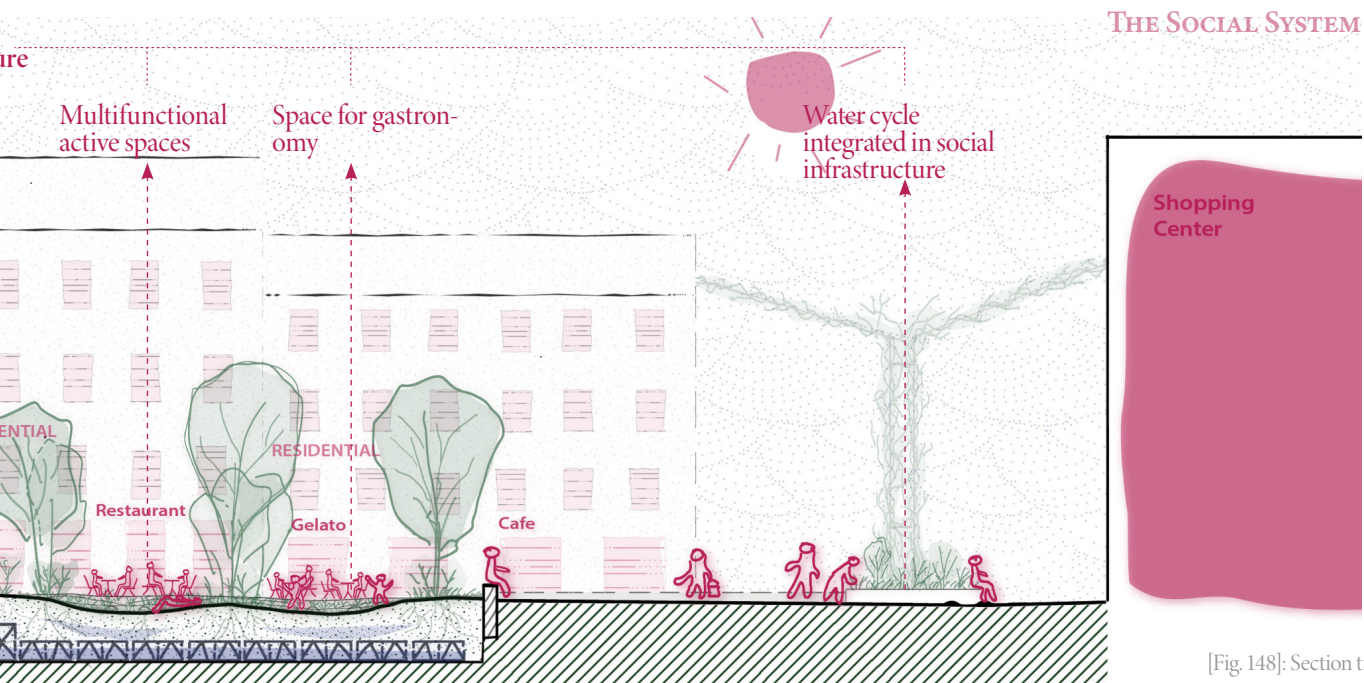 THE SOCIAL SYSTEM
ure
Multifunctional
active spaces
Space for gastron-
omy
Water cycle
integrated in social
infrastructure
Shopping
Center
ENTIAL
RESIDENTIAL
Restaurant
Gelato
Cafe
[Fig. 148]: Section t